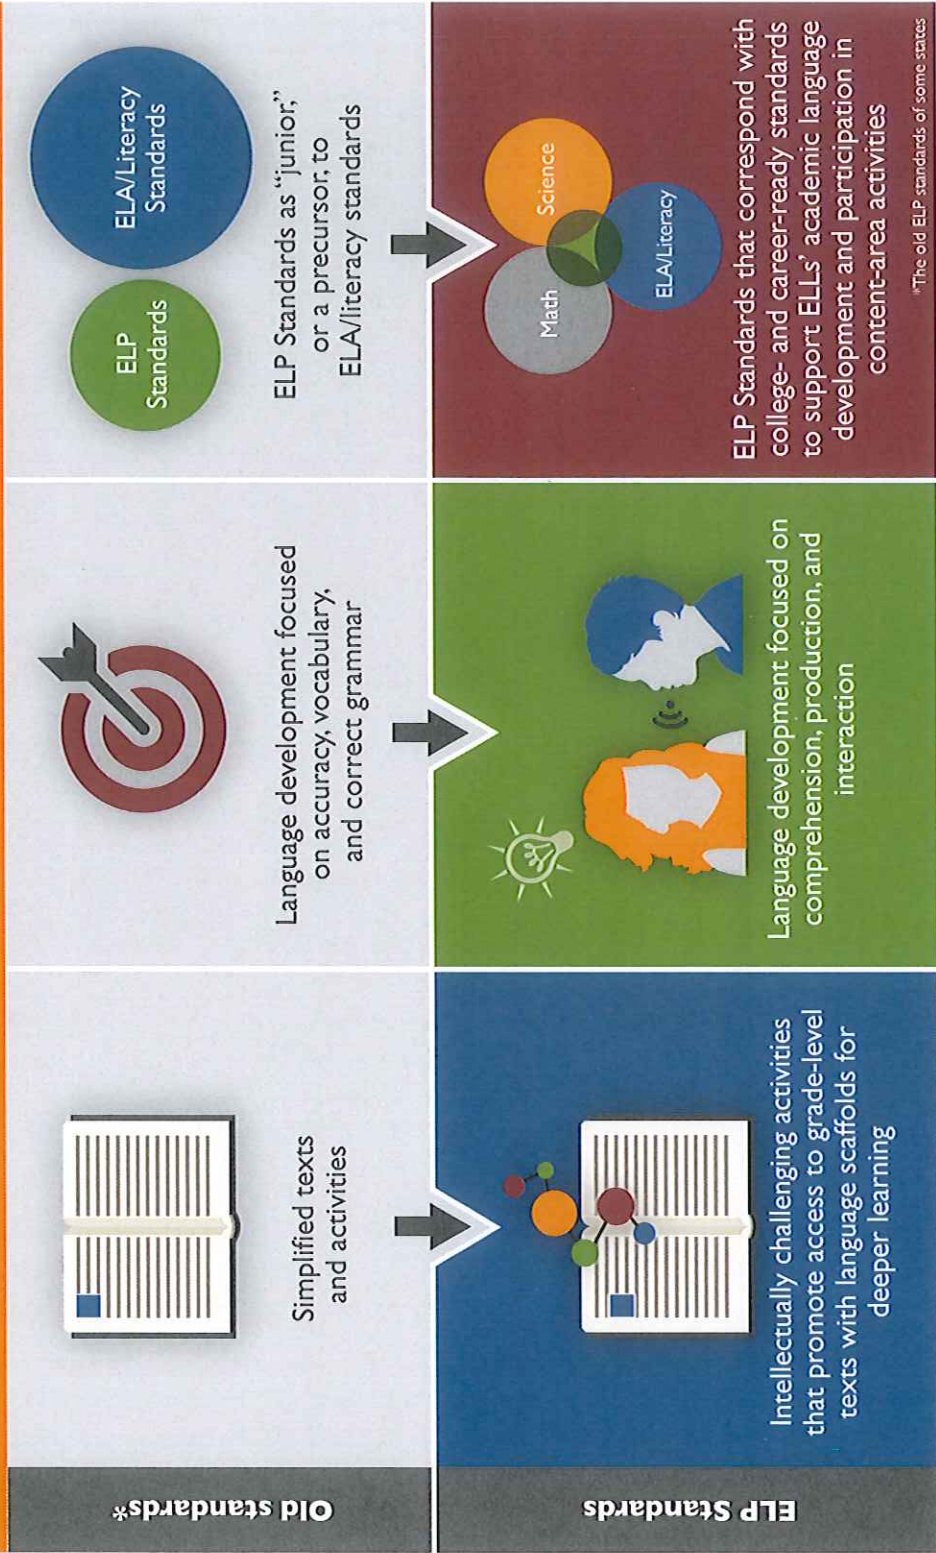 Old standards*
Simplified texts
and activities
Language development focused
on accuracy, vocabulary,
and correct grammar
ELP
Standards
ELA/Literacy
Standards
ELP Standards as “junior,”
or a precursor, to
ELA/literacy standards
ELP Standards
Intellectually challenging activities
that promote access to grade-level
texts with language scaffolds for
deeper learning
Language development focused on
comprehension, production, and
interaction
Math
Science
ELA/Literacy
ELP Standards that correspond with
college- and career-ready standards
to support ELLs’ academic language
development and participation in
content-area activities
*The old ELP standards of some states